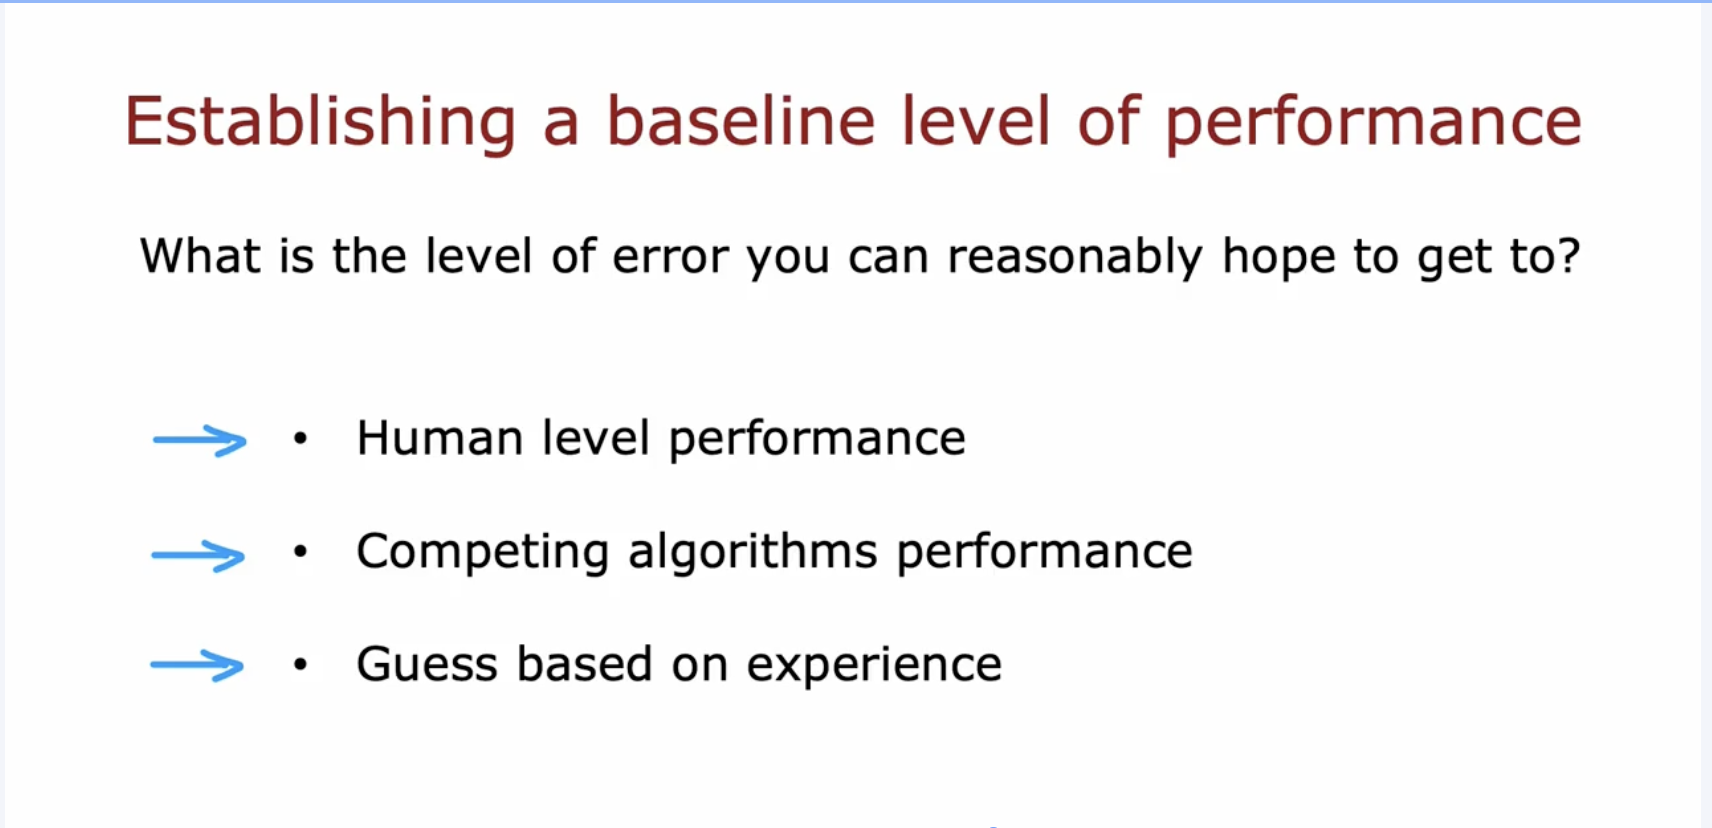 Establishing a baseline level of performance
What is the level of error you can reasonably hope to get to?
• Human level performance
• Competing algorithms performance
• Guess based on experience